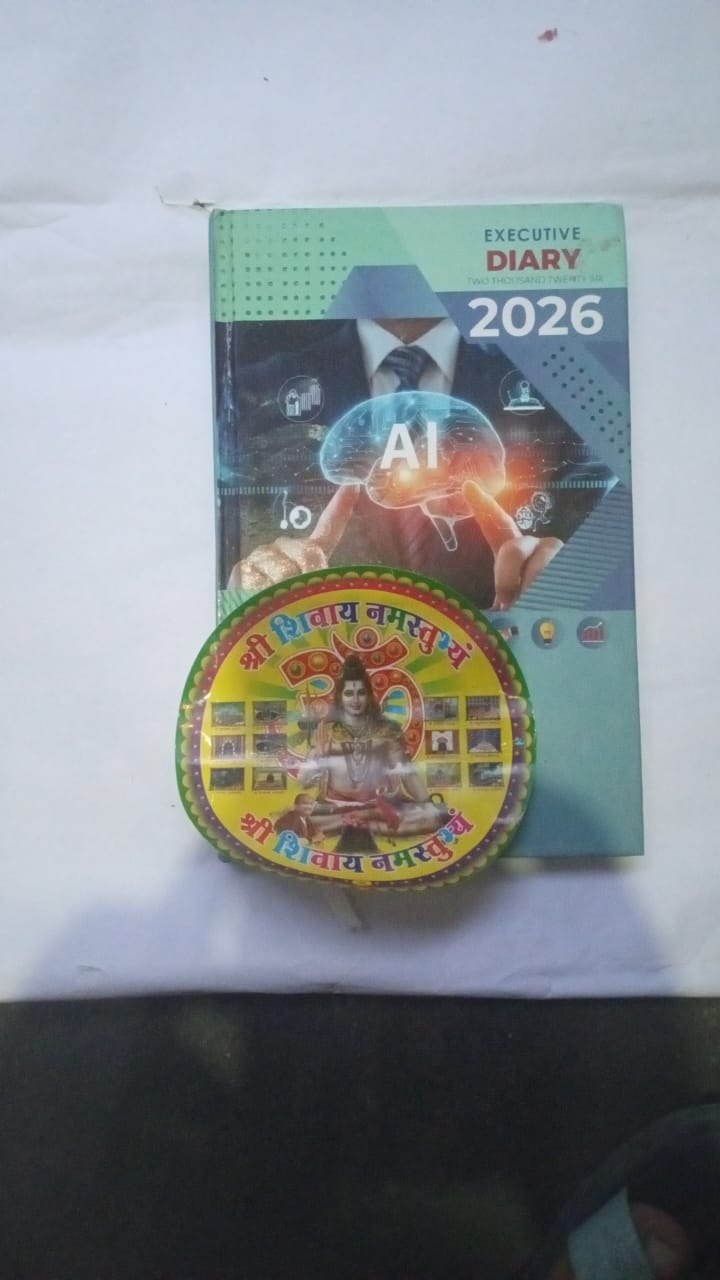 EXECUTIVE
DIARY
TWO THOUSAND TWENTY SIX
2026
AI
श्री शिवाय नमस्तुभ्यं
श्री शिवाय नमस्तुभ्यं